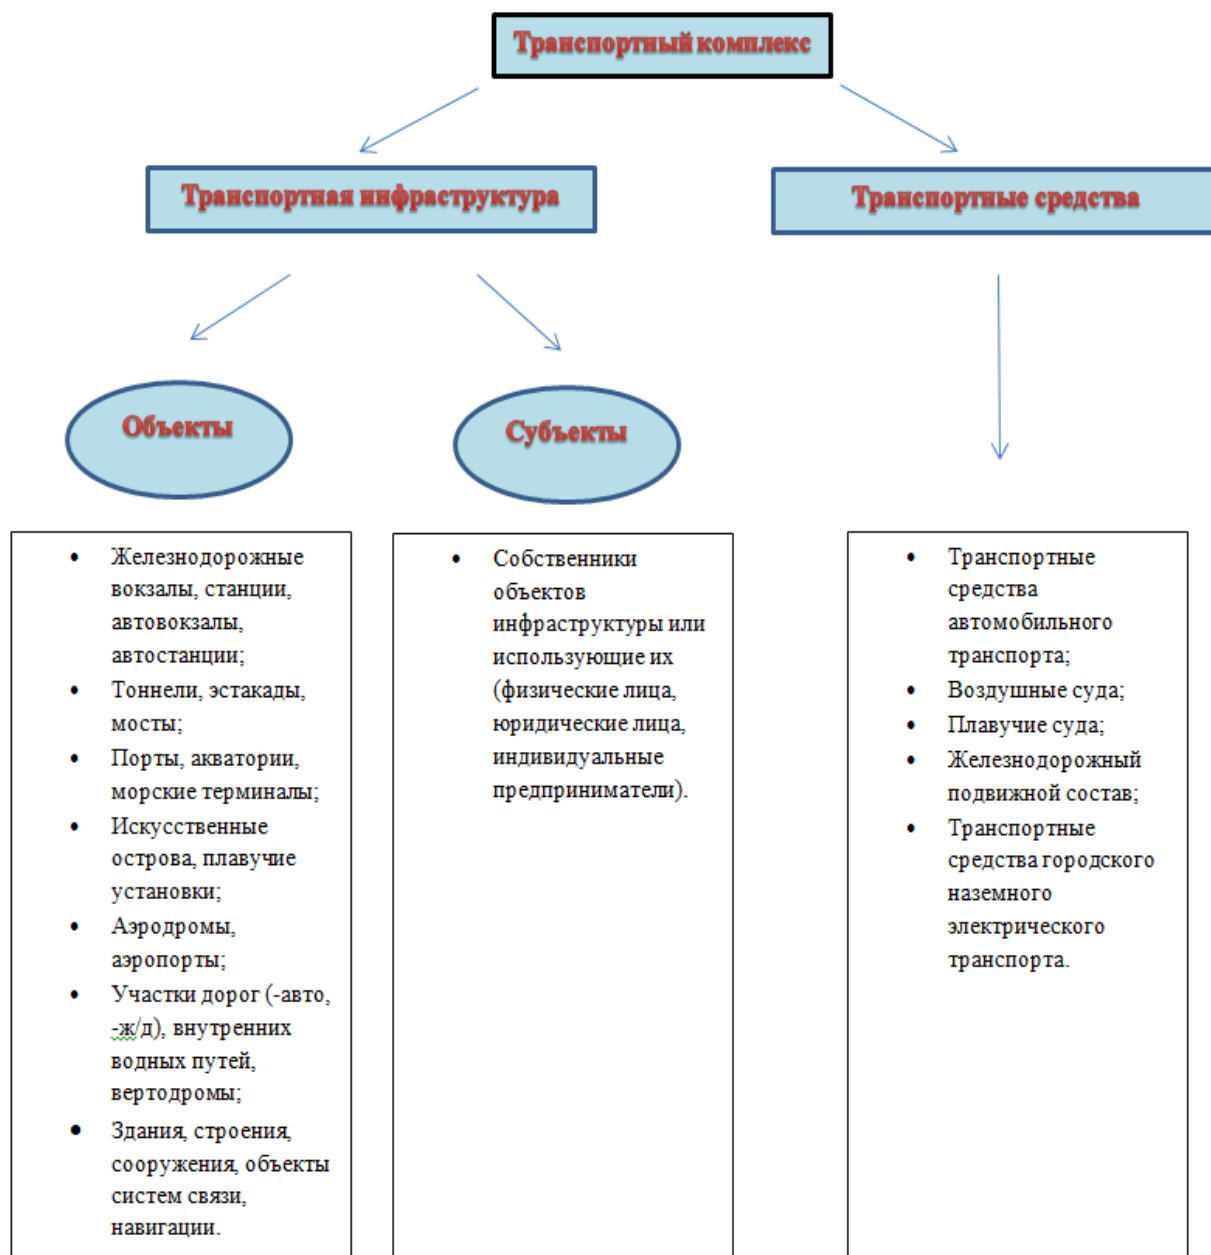 Транспортный комплекс
Транспортная инфраструктура
Транспортные средства
Объекты
Субъекты
• Железнодорожные
вокзалы, станции,
автовокзалы,
автостанции;
• Тоннели, эстакады,
мосты;
• Порты, акватории,
морские терминалы;
• Искусственные
острова, плавучие
установки;
• Аэродромы,
аэропорты;
• Участки дорог (-авто,
-ж/д), внутренних
водных путей,
вертодромы;
• Здания, строения,
сооружения, объекты
систем связи,
навигации.
• Собственники
объектов
инфраструктуры или
использующие их
(физические лица,
юридические лица,
индивидуальные
предприниматели).
• Транспортные
средства
автомобильного
транспорта;
• Воздушные суда;
• Плавучие суда;
• Железнодорожный
подвижной состав;
• Транспортные
средства городского
наземного
электрического
транспорта.